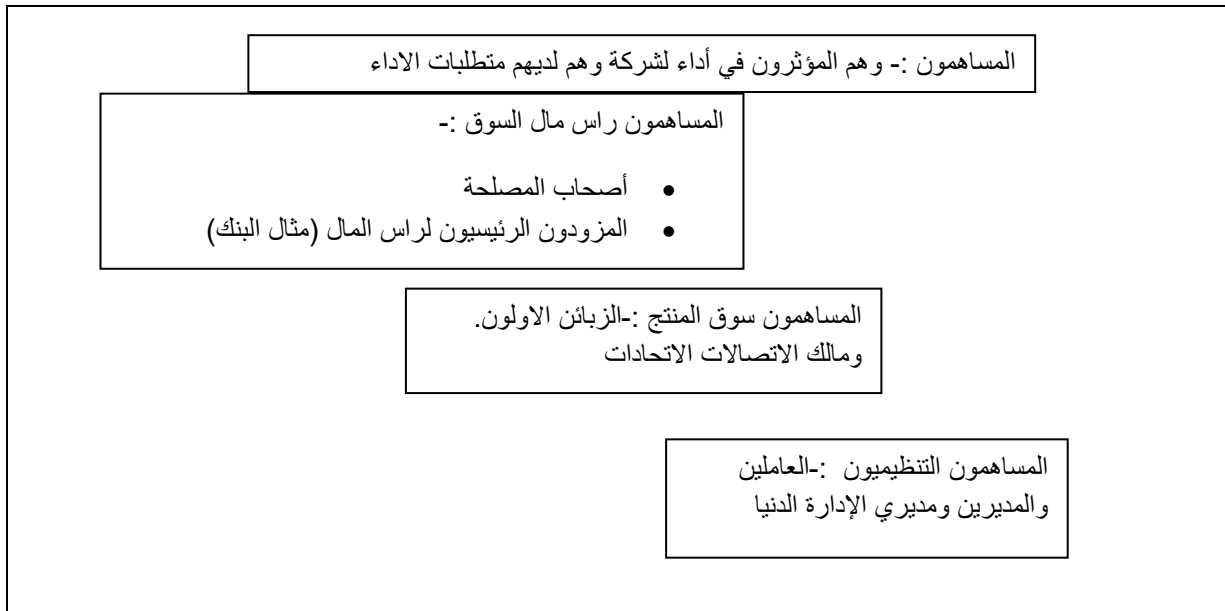 المساهمون :- وهم المؤثرون في أداء لشركة وهم لديهم متطلبات الاداء
المساهمون راس مال السوق :-
• أصحاب المصلحة
• المزودون الرئيسيون لراس المال (مثال البنك)
المساهمون سوق المنتج :-الزبائن الاولون.
ومالك الاتصالات الاتحادات
المساهمون التنظيميون :-العاملين
والمديرين ومديري الإدارة الدنيا